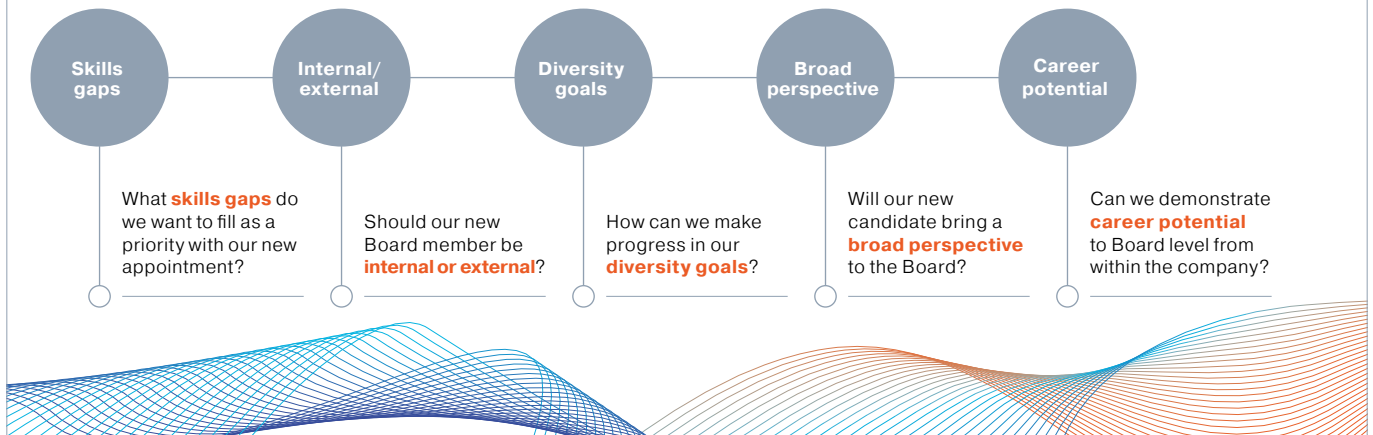 Skills
gaps
Internal/
external
Diversity
goals
Broad
perspective
Career
potential
What skills gaps do
we want to fill as a
priority with our new
appointment?
Should our new
Board member be
internal or external?
How can we make
progress in our
diversity goals?
Will our new
candidate bring a
broad perspective
to the Board?
Can we demonstrate
career potential
to Board level from
within the company?